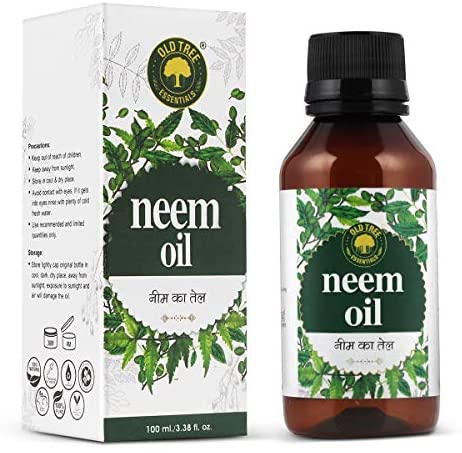 Precautions:
• Keep out of reach of children.
• Keep away from sunlight.
• Store in cool & dry place.
• Avoid contact with eyes. If it gets
into eyes rinse with plenty of cold
fresh water.
• Use recommended and limited
quantities only.
Storage
• Store tightly cap original bottle in
cool, dark, dry place, away from
sunlight, exposure to sunlight and
air will damage the oil.
OLD TREE
®
ESSENTIALS
neem
oil
नीम का तेल
100 ml./3.38 fl. oz.
OLD TREE
ESSENTIALS
neem
oil
नीम का तेल